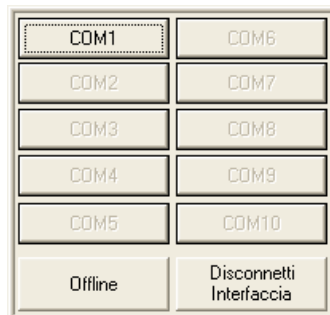 COM1
COM6
COM2
COM7
COM3
COM8
COM4
COM9
COM5
COM10
Offline
Disconnetti
Interfaccia